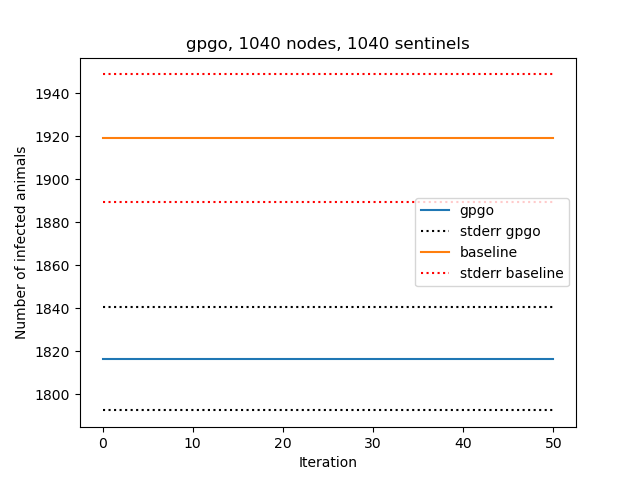 gpgo, 1040 nodes, 1040 sentinels
Number of infected animals
1940
1920
1900
1880
1860
1840
1820
1800
gpgo
stderr gpgo
baseline
stderr baseline
0 10 20 30 40 50
Iteration